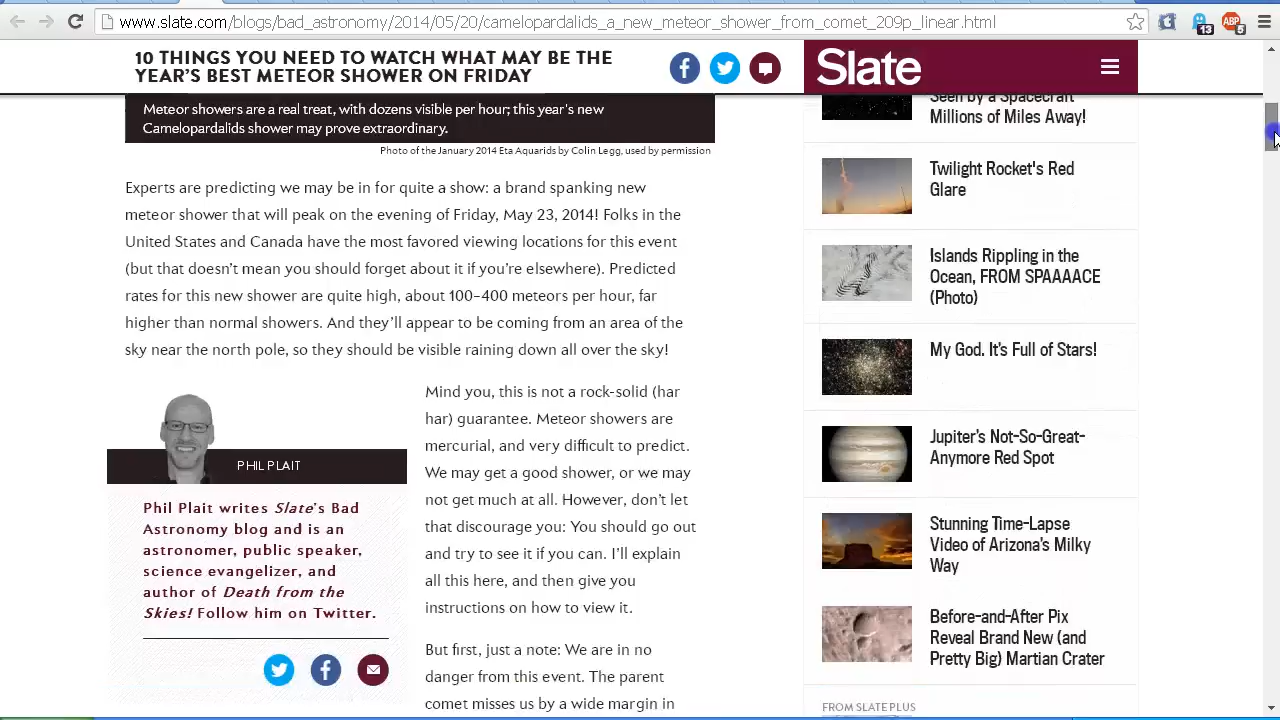 www.slate.com/blogs/bad_astronomy/2014/05/20/camelopardalids_a_new_meteor_shower_from_comet_209p_linear.html
13
ABP
5
10 THINGS YOU NEED TO WATCH WHAT MAY BE THE
YEAR'S BEST METEOR SHOWER ON FRIDAY
Slate
Meteor showers are a real treat, with dozens visible per hour; this year's new
Camelopardalids shower may prove extraordinary.
Photo of the January 2014 Eta Aquarids by Colin Legg, used by permission
Experts are predicting we may be in for quite a show: a brand spanking new
meteor shower that will peak on the evening of Friday, May 23, 2014! Folks in the
United States and Canada have the most favored viewing locations for this event
(but that doesn't mean you should forget about it if you're elsewhere). Predicted
rates for this new shower are quite high, about 100–400 meteors per hour, far
higher than normal showers. And they'll appear to be coming from an area of the
sky near the north pole, so they should be visible raining down all over the sky!
PHIL PLAIT
Phil Plait writes Slate's Bad
Astronomy blog and is an
astronomer, public speaker,
science evangelizer, and
author of Death from the
Skies! Follow him on Twitter.
Mind you, this is not a rock-solid (har
har) guarantee. Meteor showers are
mercurial, and very difficult to predict.
We may get a good shower, or we may
not get much at all. However, don't let
that discourage you: You should go out
and try to see it if you can. I'll explain
all this here, and then give you
instructions on how to view it.
But first, just a note: We are in no
danger from this event. The parent
comet misses us by a wide margin in
Seen by a Spacecraft
Millions of Miles Away!
Twilight Rocket's Red
Glare
Islands Rippling in the
Ocean, FROM SPAAAACE
(Photo)
My God. It's Full of Stars!
Jupiter's Not-So-Great-
Anymore Red Spot
Stunning Time-Lapse
Video of Arizona's Milky
Way
Before-and-After Pix
Reveal Brand New (and
Pretty Big) Martian Crater
FROM SLATE PLUS